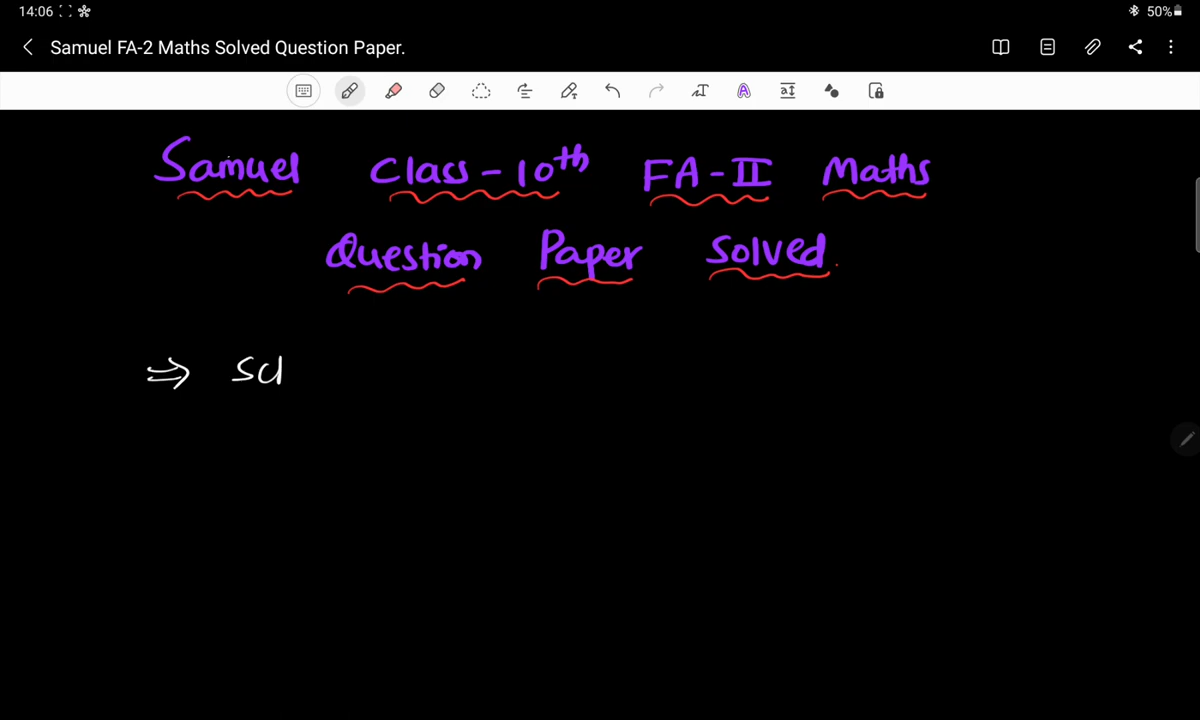 14:06 50%
Samuel FA-2 Maths Solved Question Paper.
Samuel Class-10th FA-II Maths
Question Paper Solved.
⇒ Scl